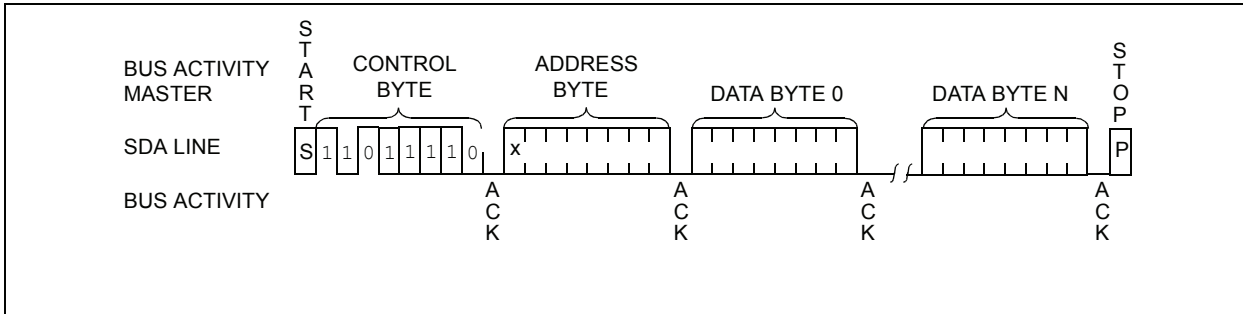 START
STOP
BUS ACTIVITY
MASTER
CONTROL
BYTE
ADDRESS
BYTE
DATA BYTE 0
DATA BYTE N
SDA LINE
S 1 1 0 1 1 1 1 0
x
P
BUS ACTIVITY
ACK
ACK
ACK
ACK